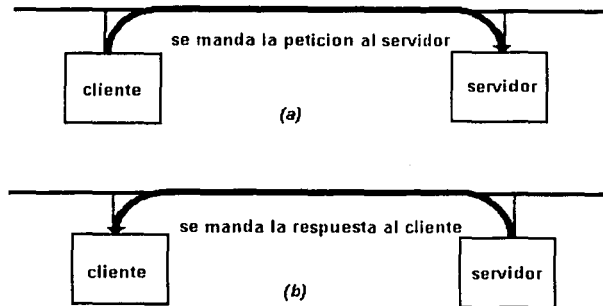 se manda la peticion al servidor
cliente
servidor
(a)
se manda la respuesta al cliente
cliente
servidor
(b)